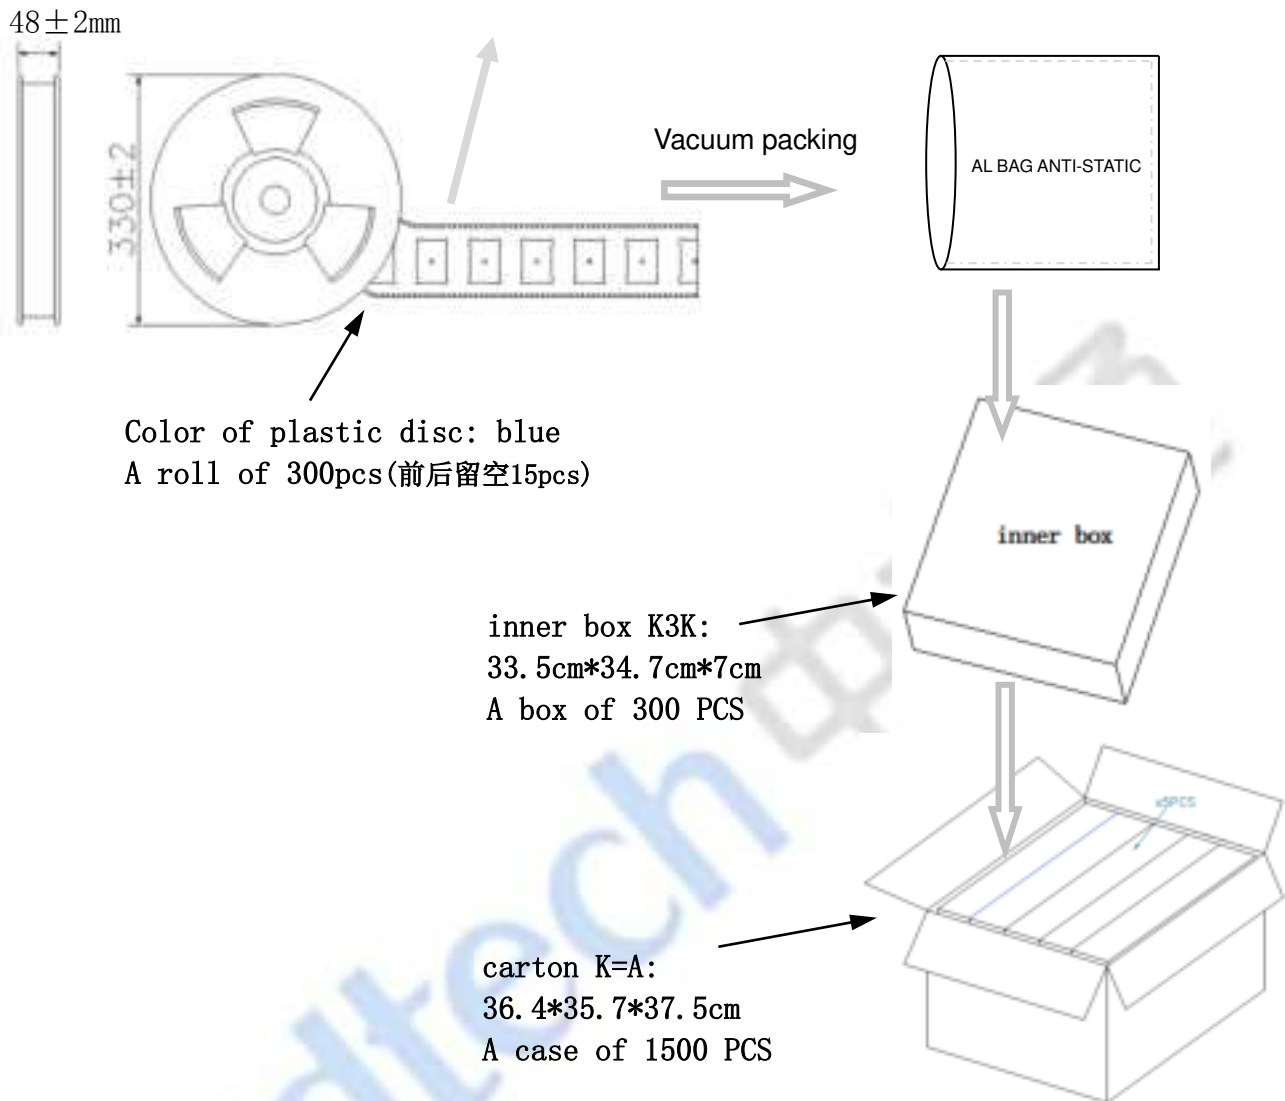 48±2mm
330±2
Vacuum packing
AL BAG ANTI-STATIC
Color of plastic disc: blue
A roll of 300pcs(前后留空15pcs)
inner box
inner box K3K:
33.5cm*34.7cm*7cm
A box of 300 PCS
x5PCS
carton K=A:
36.4*35.7*37.5cm
A case of 1500 PCS
dtech